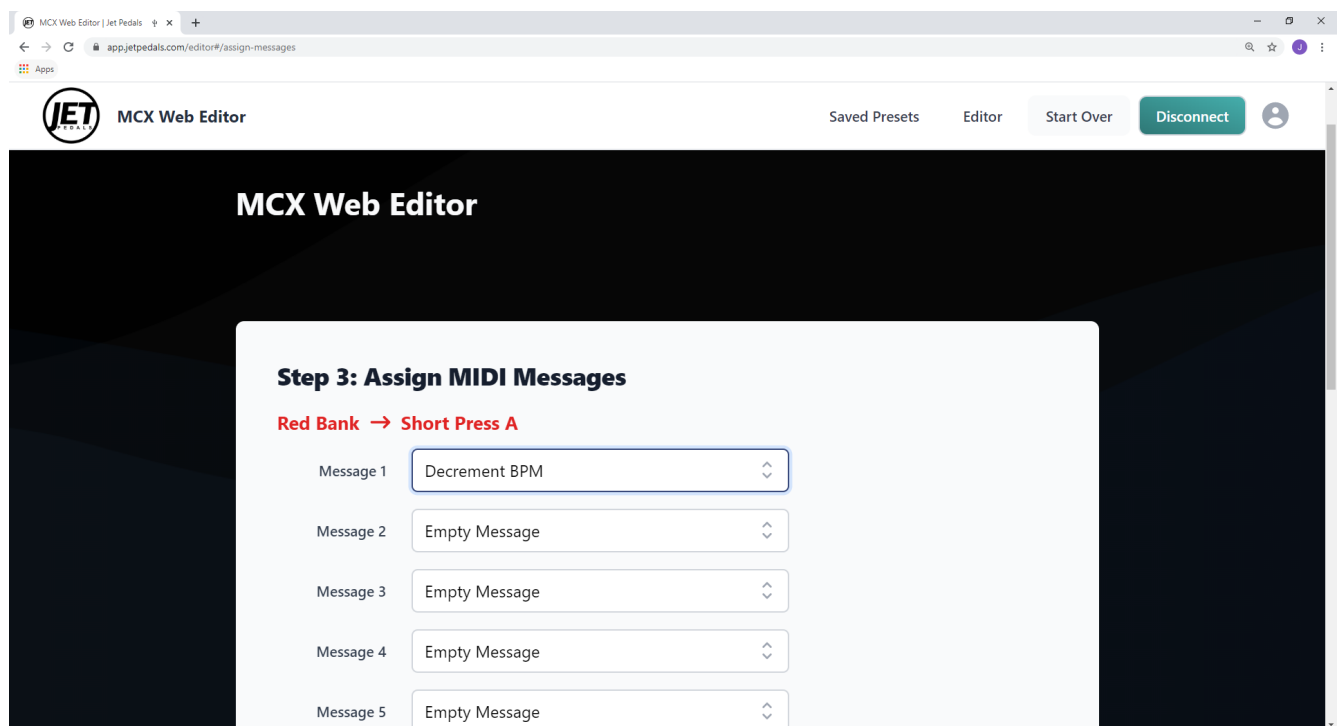 MCX Web Editor | Jet Pedals
app.jetpedals.com/editor#/assign-messages
J
Apps
JET
PEDALS
MCX Web Editor
Saved Presets
Editor
Start Over
Disconnect
MCX Web Editor
Step 3: Assign MIDI Messages
Red Bank → Short Press A
Message 1 Decrement BPM
Message 2 Empty Message
Message 3 Empty Message
Message 4 Empty Message
Message 5 Empty Message